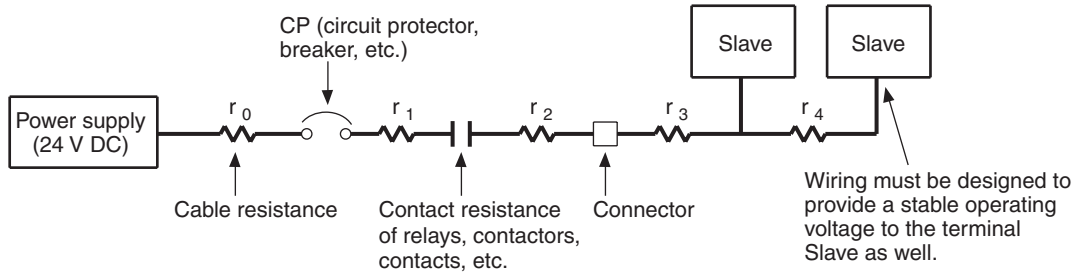 CP (circuit protector,
breaker, etc.)
Slave
Slave
Power supply
(24 V DC)
r 0
r 1
r 2
r 3
r 4
Cable resistance
Contact resistance
of relays, contactors,
contacts, etc.
Connector
Wiring must be designed to
provide a stable operating
voltage to the terminal
Slave as well.